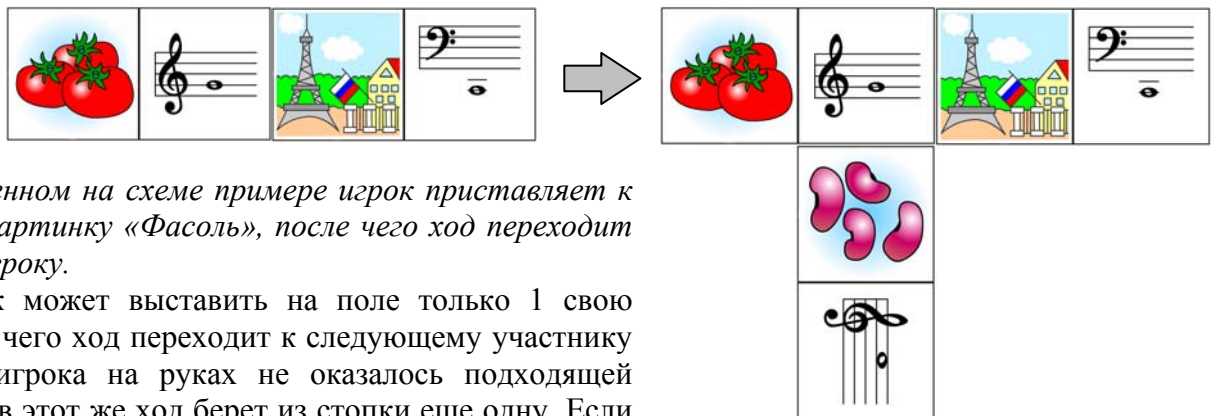 енном на схеме примере игрок приставляет к
артинку «Фасоль», после чего ход переходит
року.
к может выставить на поле только 1 свою
чего ход переходит к следующему участнику
игрока на руках не оказалось подходящей
в этот же ход берет из стопки еще одну. Если